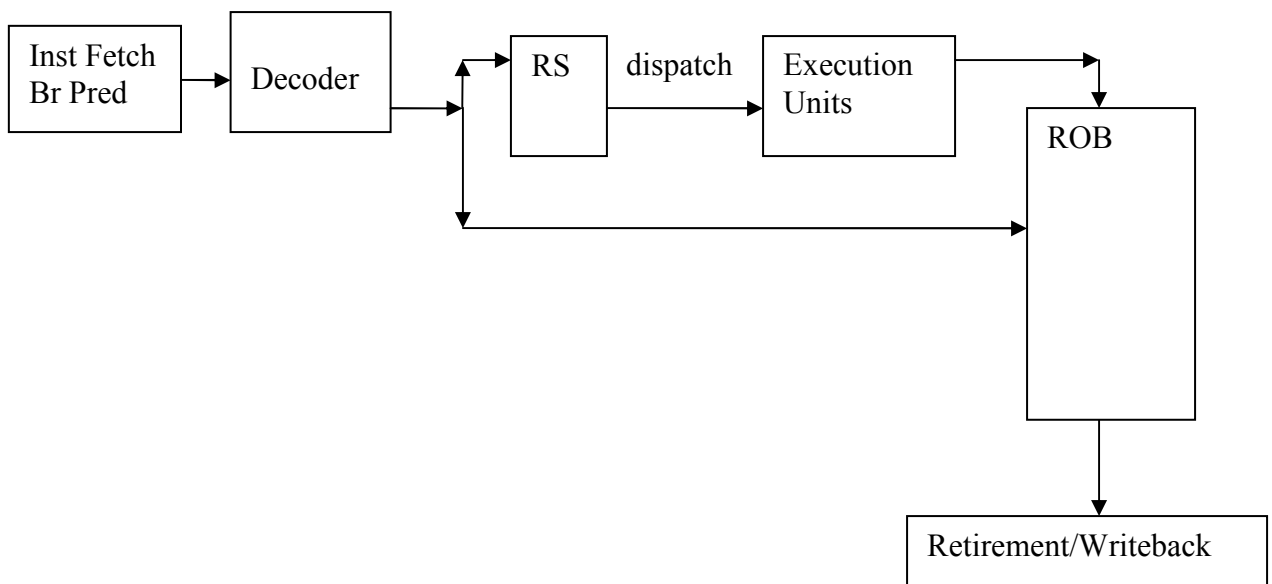 Inst Fetch
Br Pred
Decoder
RS
dispatch
Execution
Units
ROB
Retirement/Writeback